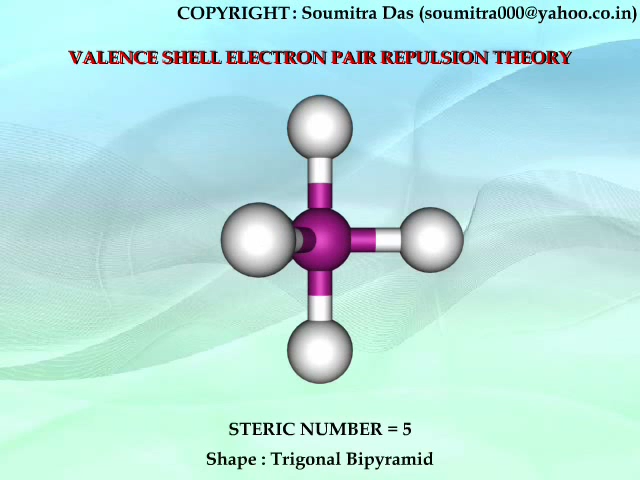 COPYRIGHT : Soumitra Das (soumitra000@yahoo.co.in)
VALENCE SHELL ELECTRON PAIR REPULSION THEORY
STERIC NUMBER = 5
Shape : Trigonal Bipyramid